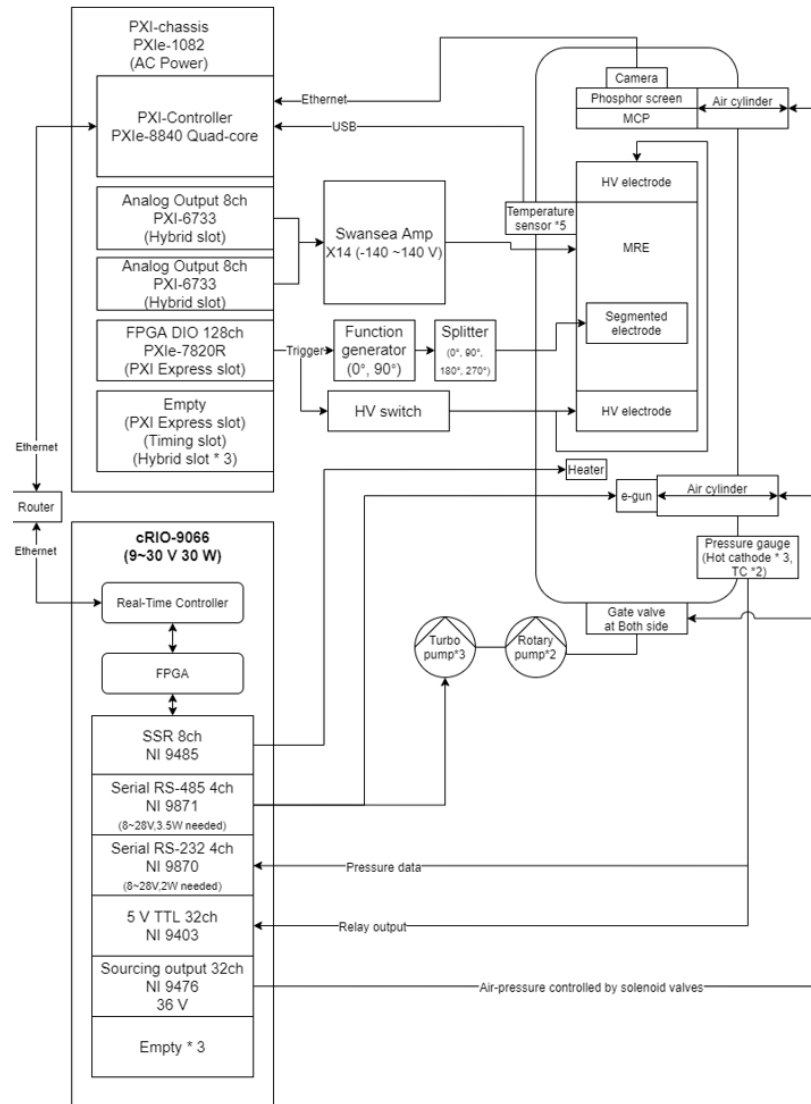 PXI-chassis
PXIe-1082
(AC Power)
PXI-Controller
PXIe-8840 Quad-core
Analog Output 8ch
PXI-6733
(Hybrid slot)
Analog Output 8ch
PXI-6733
(Hybrid slot)
FPGA DIO 128ch
PXIe-7820R
(PXI Express slot)
Empty
(PXI Express slot)
(Timing slot)
(Hybrid slot * 3)
Ethernet
USB
Swansea Amp
X14 (-140 ~140 V)
Trigger
Function
generator
(0°, 90°)
Splitter
(0°, 90°,
180°, 270°)
HV switch
Camera
Phosphor screen
MCP
Air cylinder
HV electrode
Temperature
sensor *5
MRE
Segmented
electrode
HV electrode
Heater
e-gun
Air cylinder
Pressure gauge
(Hot cathode * 3,
TC *2)
Gate valve
at Both side
Turbo
pump*3
Rotary
pump*2
Ethernet
Router
Ethernet
cRIO-9066
(9~30 V 30 W)
Real-Time Controller
FPGA
SSR 8ch
NI 9485
Serial RS-485 4ch
NI 9871
(8~28V,3.5W needed)
Serial RS-232 4ch
NI 9870
(8~28V,2W needed)
5 V TTL 32ch
NI 9403
Sourcing output 32ch
NI 9476
36 V
Empty * 3
Pressure data
Relay output
Air-pressure controlled by solenoid valves